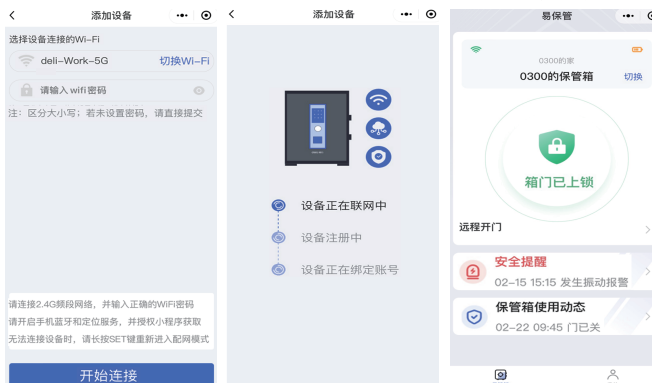 添加设备
选择设备连接的Wi-Fi
deli-Work-5G 切换Wi-Fi
请输入 wifi 密码
注：区分大小写；若未设置密码，请直接提交
请连接2.4G频段网络，并输入正确的WiFi密码
请开启手机蓝牙和定位服务，并授权小程序获取
无法连接设备时，请长按SET键重新进入配网模式
开始连接
添加设备
设备正在联网中
设备注册中
设备正在绑定账号
易保管
0300的家
0300的保管箱 切换
箱门已上锁
远程开门
安全提醒
02-15 15:15 发生振动报警
保管箱使用动态
02-22 09:45 门已关